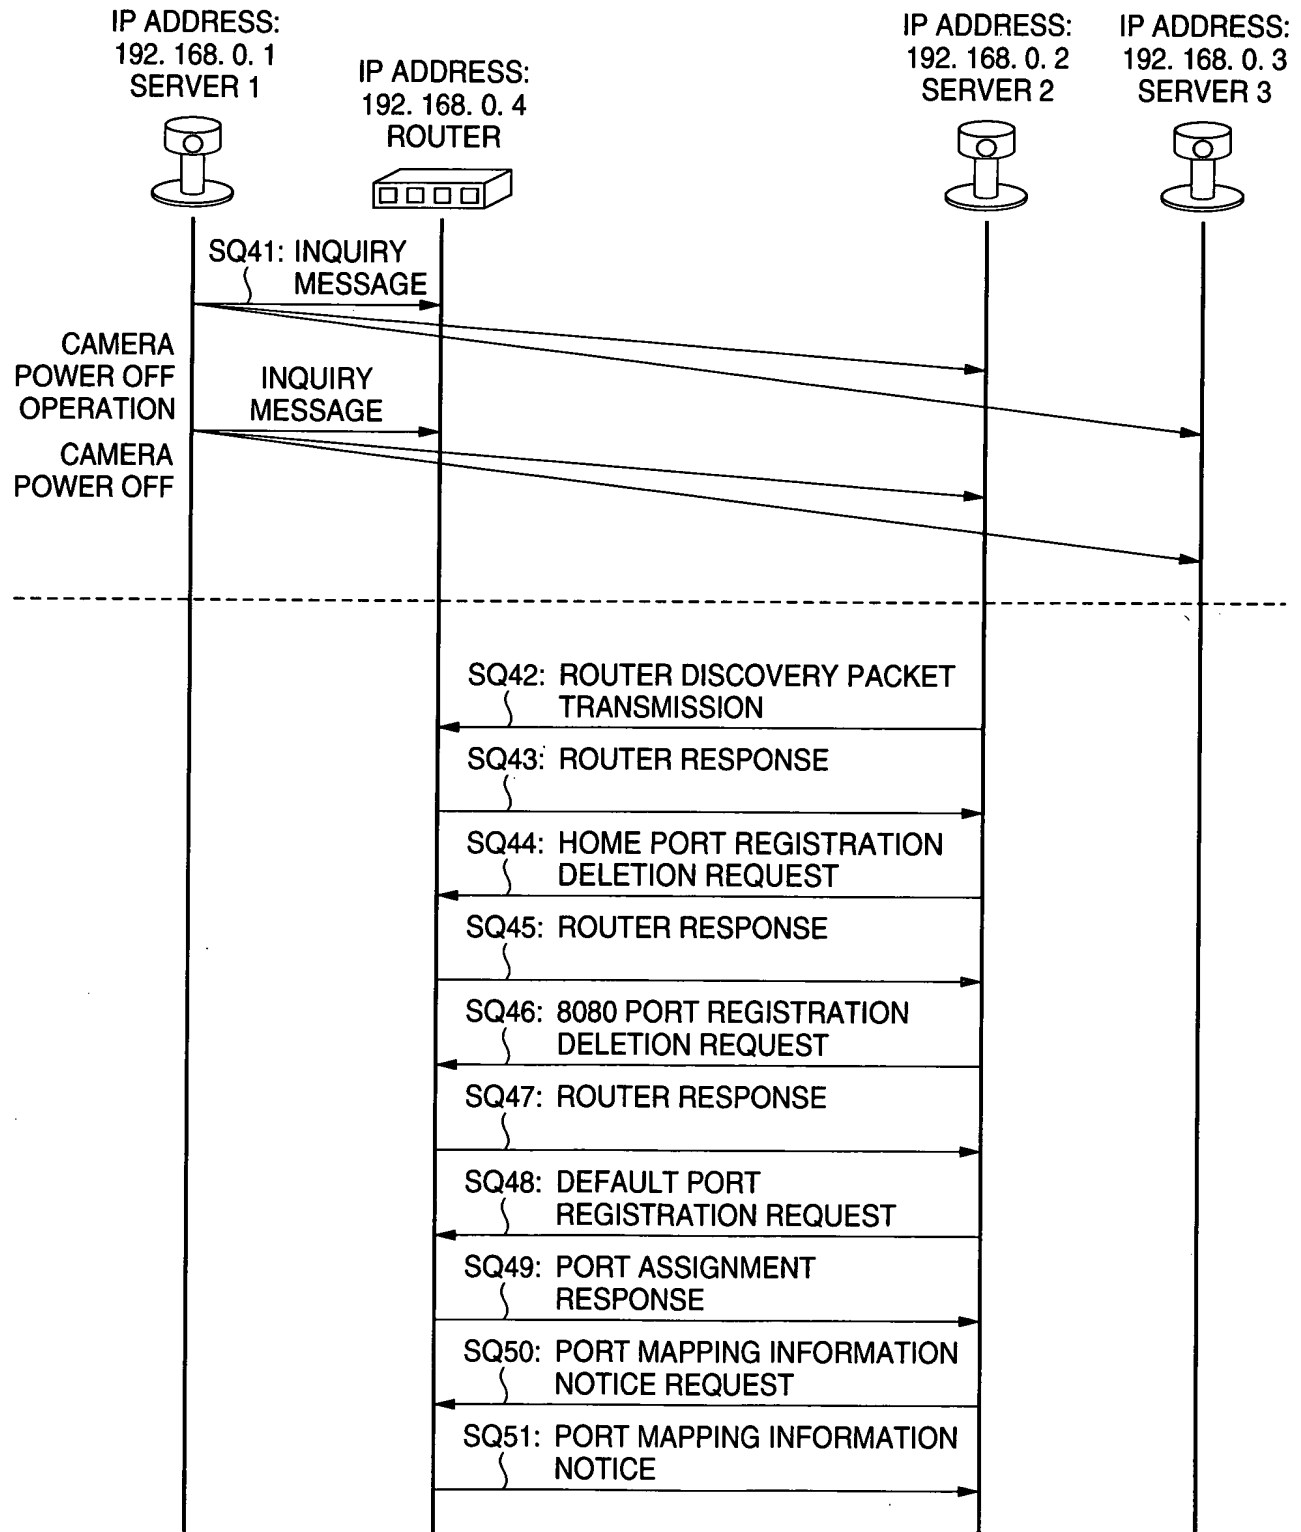 IP ADDRESS:
192. 168. 0. 1
SERVER 1
IP ADDRESS:
192. 168. 0. 4
ROUTER
IP ADDRESS:
192. 168. 0. 2
SERVER 2
IP ADDRESS:
192. 168. 0. 3
SERVER 3
SQ41: INQUIRY
MESSAGE
CAMERA
POWER OFF
OPERATION
INQUIRY
MESSAGE
CAMERA
POWER OFF
SQ42: ROUTER DISCOVERY PACKET
TRANSMISSION
SQ43: ROUTER RESPONSE
SQ44: HOME PORT REGISTRATION
DELETION REQUEST
SQ45: ROUTER RESPONSE
SQ46: 8080 PORT REGISTRATION
DELETION REQUEST
SQ47: ROUTER RESPONSE
SQ48: DEFAULT PORT
REGISTRATION REQUEST
SQ49: PORT ASSIGNMENT
RESPONSE
SQ50: PORT MAPPING INFORMATION
NOTICE REQUEST
SQ51: PORT MAPPING INFORMATION
NOTICE